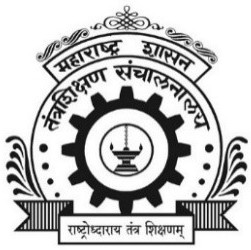 महाराष्ट्र शासन
तंत्रशिक्षण संचालनालय
राष्ट्रोध्दाराय तंत्र शिक्षणम्